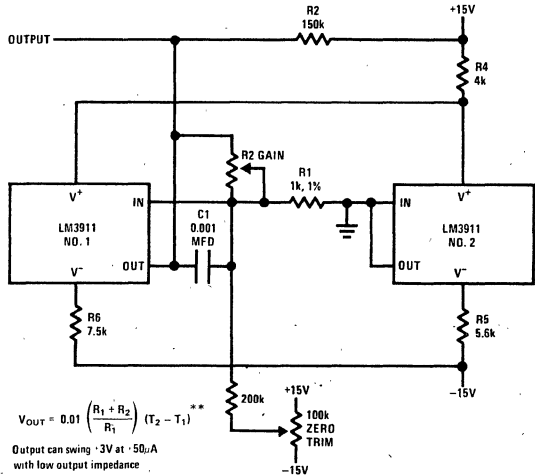 R2
150k
+15V
OUTPUT
R4
4k
R2 GAIN
R1
1k, 1%
V+
IN
LM3911
NO. 1
OUT
V−
C1
0.001
MFD
V+
IN
LM3911
NO. 2
OUT
V−
R6
7.5k
R5
5.6k
−15V
200k
+15V
100k
ZERO
TRIM
−15V
VOUT = 0.01 (R1 + R2 / R1) (T2 − T1)**
Output can swing ·3V at ·50μA
with low output impedance